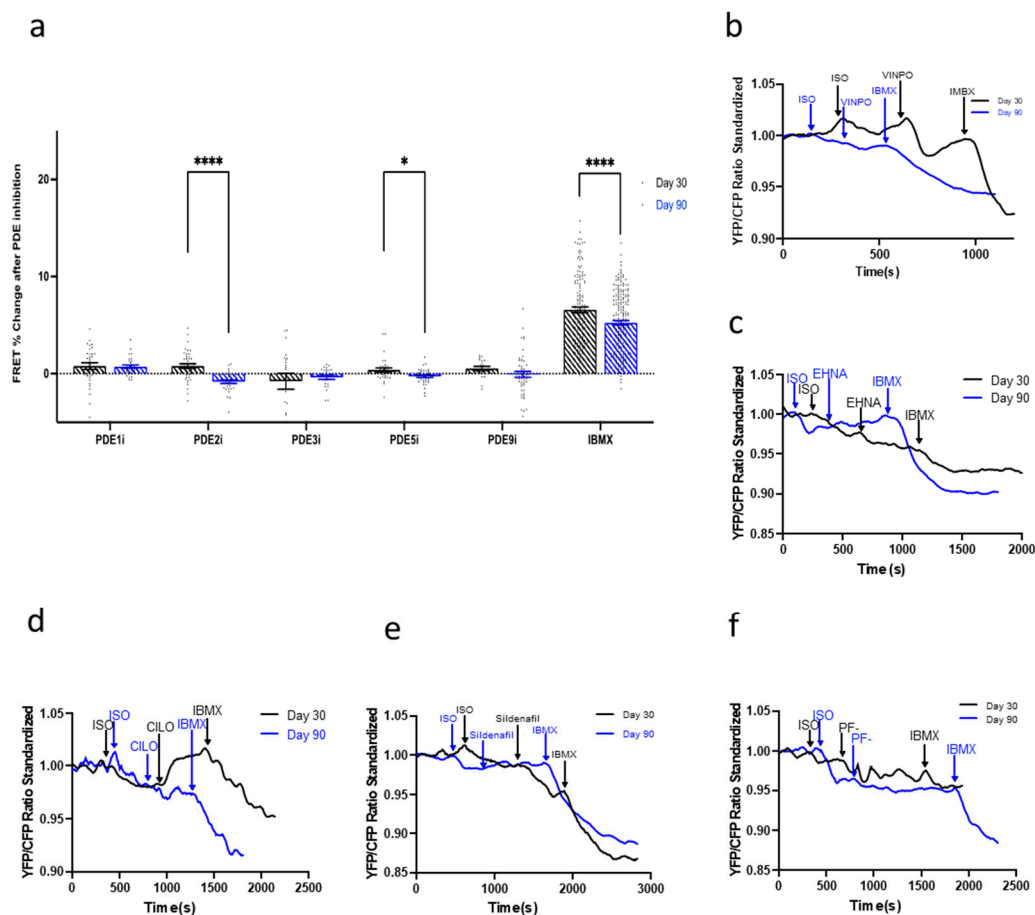 a
FRET % Change after PDE inhibition
20
10
0
****
*
****
Day 30
Day 90
PDE1i
PDE2i
PDE3i
PDE5i
PDE9i
IBMX
b
YFP/CFP Ratio Standardized
1.05
1.00
0.95
0.90
ISO
VINPO
ISO
VINPO
IBMX
IMBX
Day 30
Day 90
0
500
1000
Time(s)
c
YFP/CFP Ratio Standardized
1.05
1.00
0.95
0.90
0.85
ISO
EHNA
IBMX
ISO
EHNA
IBMX
Day 30
Day 90
0
500
1000
1500
2000
Time (s)
d
YFP/CFP Ratio Standardized
1.05
1.00
0.95
0.90
ISO
ISO
CILO
CILO
IBMX
IBMX
Day 30
Day 90
0
500
1000
1500
2000
2500
Time(s)
e
YFP/CFP Ratio Standardized
1.05
1.00
0.95
0.90
0.85
ISO
ISO
Sildenafil
Sildenafil
IBMX
IBMX
Day 30
Day 90
0
1000
2000
3000
Time(s)
f
YFP/CFP Ratio Standardized
1.05
1.00
0.95
0.90
0.85
ISO
ISO
PF-
PF-
IBMX
IBMX
Day 30
Day 90
0
500
1000
1500
2000
2500
Time(s)